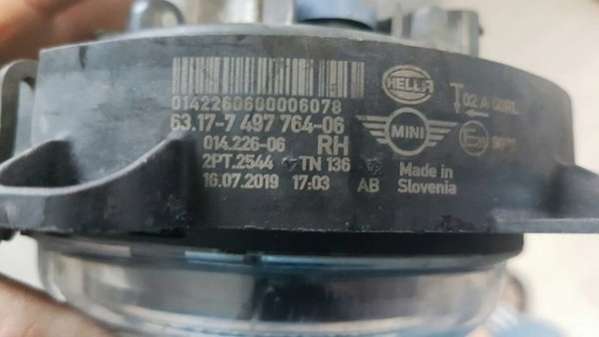 0142260600006078
63.17-7 497 764-06
014.226-06 RH
2PT.2544 TN 136
16.07.2019 17:03 AB
HELLA
MINI
02 A
Made in
Slovenia